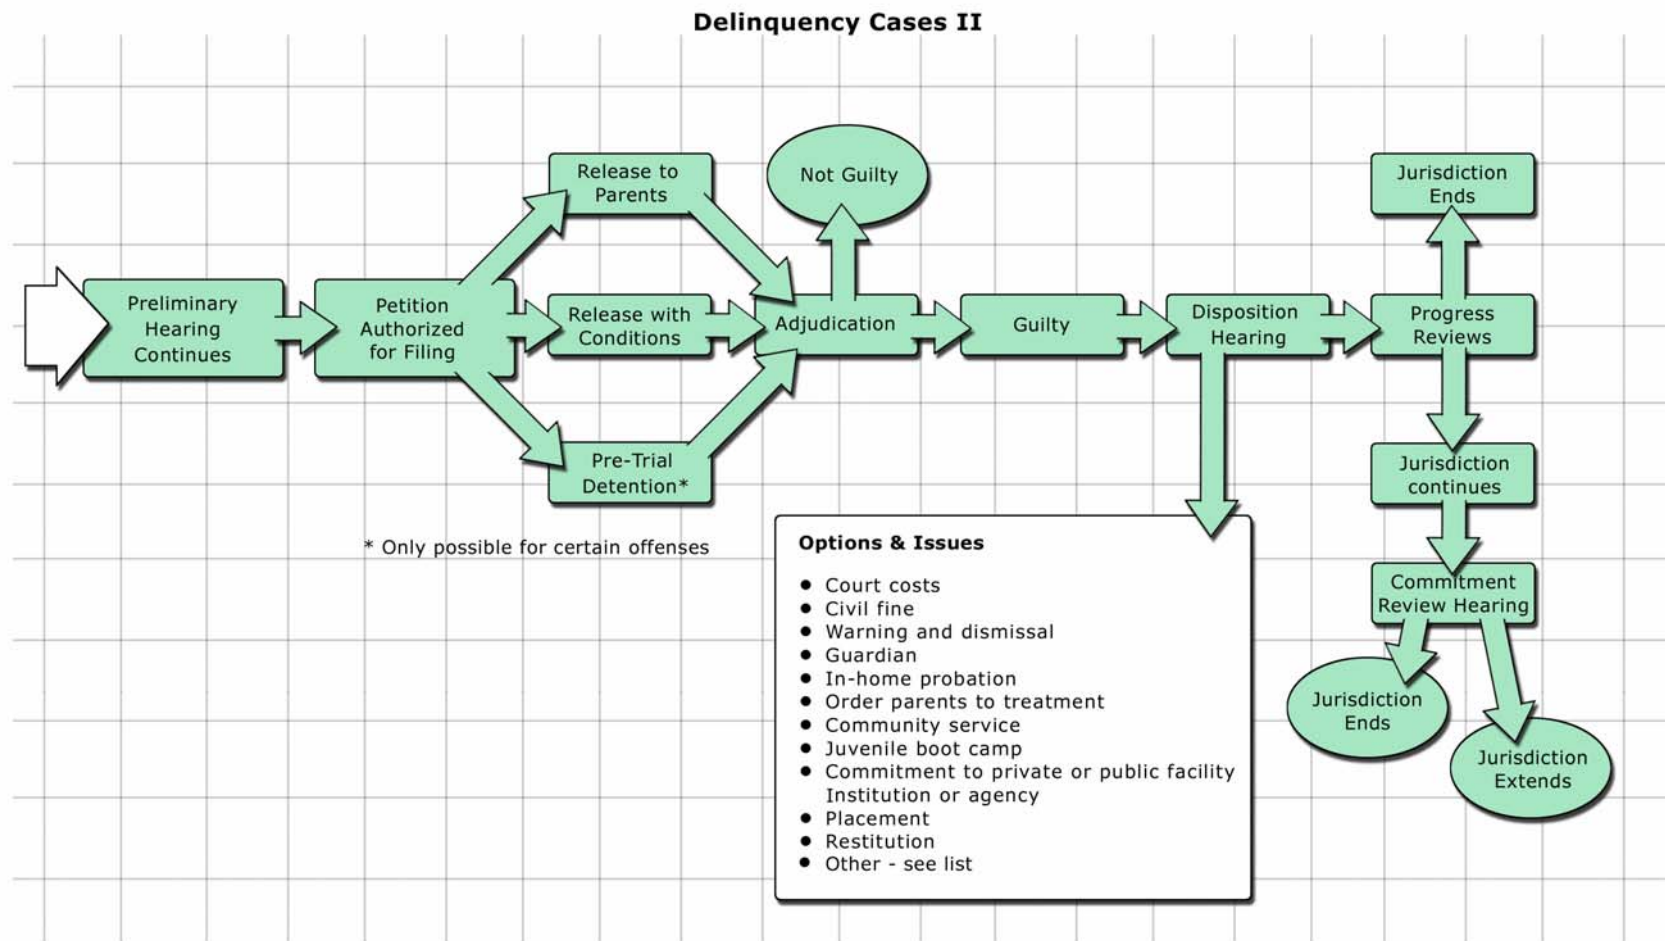 Delinquency Cases II
Preliminary
Hearing
Continues
Petition
Authorized
for Filing
Release to
Parents
Release with
Conditions
Pre-Trial
Detention*
* Only possible for certain offenses
Not Guilty
Adjudication
Guilty
Disposition
Hearing
Options & Issues
● Court costs
● Civil fine
● Warning and dismissal
● Guardian
● In-home probation
● Order parents to treatment
● Community service
● Juvenile boot camp
● Commitment to private or public facility
Institution or agency
● Placement
● Restitution
● Other - see list
Jurisdiction
Ends
Progress
Reviews
Jurisdiction
continues
Commitment
Review Hearing
Jurisdiction
Ends
Jurisdiction
Extends